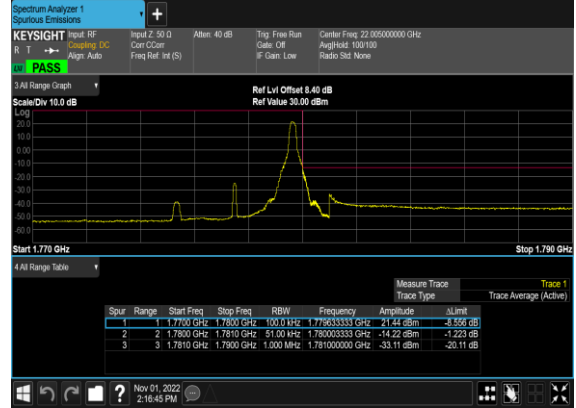 Spectrum Analyzer 1
Spurious Emissions
KEYSIGHT Input: RF Input Z: 50 Ω Atten: 40 dB Trig: Free Run Center Freq: 22.005000000 GHz
R T Coupling: DC Corr CCorr Gate: Off Avg|Hold: 100/100
Align: Auto Freq Ref: Int (S) IF Gain: Low Radio Std: None
PASS
3 All Range Graph
Ref Lvl Offset 8.40 dB
Scale/Div 10.0 dB Ref Value 30.00 dBm
Log
20.0
10.0
0.00
-10.0
-20.0
-30.0
-40.0
-50.0
-60.0
Start 1.770 GHz Stop 1.790 GHz
4 All Range Table
Measure Trace Trace 1
Trace Type Trace Average (Active)
Spur Range Start Freq Stop Freq RBW Frequency Amplitude ΔLimit
1 1 1.7700 GHz 1.7800 GHz 100.0 kHz 1.779633333 GHz 21.44 dBm -8.556 dB
2 2 1.7800 GHz 1.7810 GHz 51.00 kHz 1.780003333 GHz -14.22 dBm -1.223 dB
3 3 1.7810 GHz 1.7900 GHz 1.000 MHz 1.781000000 GHz -33.11 dBm -20.11 dB
Nov 01, 2022
2:16:45 PM